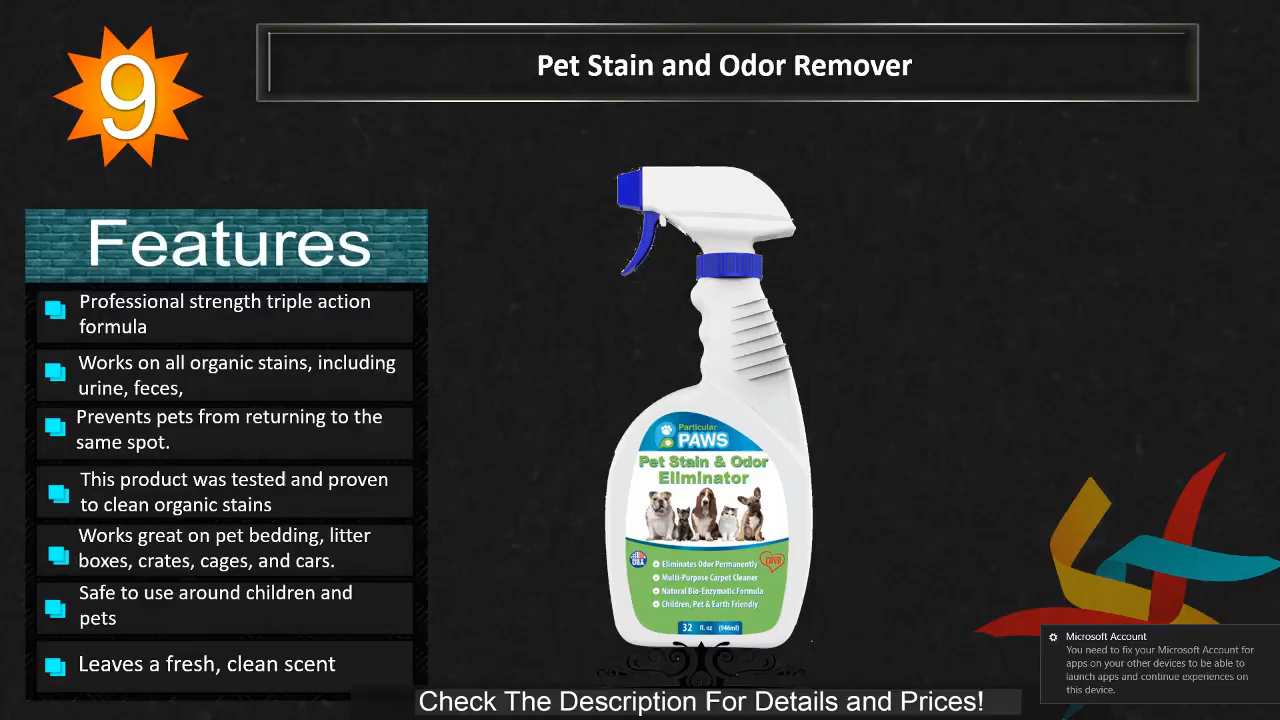 9
Pet Stain and Odor Remover
Features
Professional strength triple action
formula
Works on all organic stains, including
urine, feces,
Prevents pets from returning to the
same spot.
This product was tested and proven
to clean organic stains
Works great on pet bedding, litter
boxes, crates, cages, and cars.
Safe to use around children and
pets
Leaves a fresh, clean scent
Particular
PAWS
Pet Stain & Odor
Eliminator
USA
LOVE
Eliminates Odor Permanently
Multi-Purpose Carpet Cleaner
Natural Bio-Enzymatic Formula
Children, Pet & Earth Friendly
32 fl. oz (946ml)
Microsoft Account
You need to fix your Microsoft Account for
apps on your other devices to be able to
launch apps and continue experiences on
this device.
Check The Description For Details and Prices!